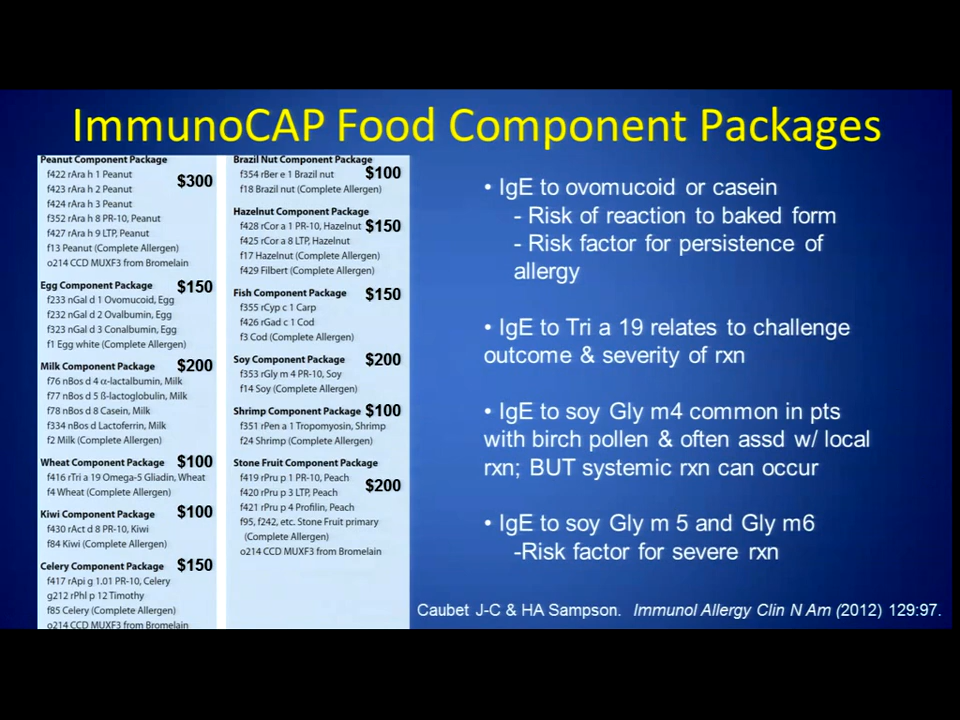 ImmunoCAP Food Component Packages
Peanut Component Package
$300
f422 rAra h 1 Peanut
f423 rAra h 2 Peanut
f424 rAra h 3 Peanut
f352 rAra h 8 PR-10, Peanut
f427 rAra h 9 LTP, Peanut
f13 Peanut (Complete Allergen)
o214 CCD MUXF3 from Bromelain
Egg Component Package $150
f233 nGal d 1 Ovomucoid, Egg
f232 nGal d 2 Ovalbumin, Egg
f323 nGal d 3 Conalbumin, Egg
f1 Egg white (Complete Allergen)
Milk Component Package $200
f76 nBos d 4 α-lactalbumin, Milk
f77 nBos d 5 ß-lactoglobulin, Milk
f78 nBos d 8 Casein, Milk
f334 nBos d Lactoferrin, Milk
f2 Milk (Complete Allergen)
Wheat Component Package $100
f416 rTri a 19 Omega-5 Gliadin, Wheat
f4 Wheat (Complete Allergen)
Kiwi Component Package $100
f430 rAct d 8 PR-10, Kiwi
f84 Kiwi (Complete Allergen)
Celery Component Package $150
f417 rApi g 1.01 PR-10, Celery
g212 rPhl p 12 Timothy
f85 Celery (Complete Allergen)
o214 CCD MUXF3 from Bromelain
Brazil Nut Component Package
f354 rBer e 1 Brazil nut $100
f18 Brazil nut (Complete Allergen)
Hazelnut Component Package
f428 rCor a 1 PR-10, Hazelnut $150
f425 rCor a 8 LTP, Hazelnut
f17 Hazelnut (Complete Allergen)
f429 Filbert (Complete Allergen)
Fish Component Package $150
f355 rCyp c 1 Carp
f426 rGad c 1 Cod
f3 Cod (Complete Allergen)
Soy Component Package $200
f353 rGly m 4 PR-10, Soy
f14 Soy (Complete Allergen)
Shrimp Component Package $100
f351 rPen a 1 Tropomyosin, Shrimp
f24 Shrimp (Complete Allergen)
Stone Fruit Component Package
f419 rPru p 1 PR-10, Peach
f420 rPru p 3 LTP, Peach $200
f421 rPru p 4 Profilin, Peach
f95, f242, etc. Stone Fruit primary
(Complete Allergen)
o214 CCD MUXF3 from Bromelain
• IgE to ovomucoid or casein
- Risk of reaction to baked form
- Risk factor for persistence of
allergy
• IgE to Tri a 19 relates to challenge
outcome & severity of rxn
• IgE to soy Gly m4 common in pts
with birch pollen & often assd w/ local
rxn; BUT systemic rxn can occur
• IgE to soy Gly m 5 and Gly m6
-Risk factor for severe rxn
Caubet J-C & HA Sampson. Immunol Allergy Clin N Am (2012) 129:97.